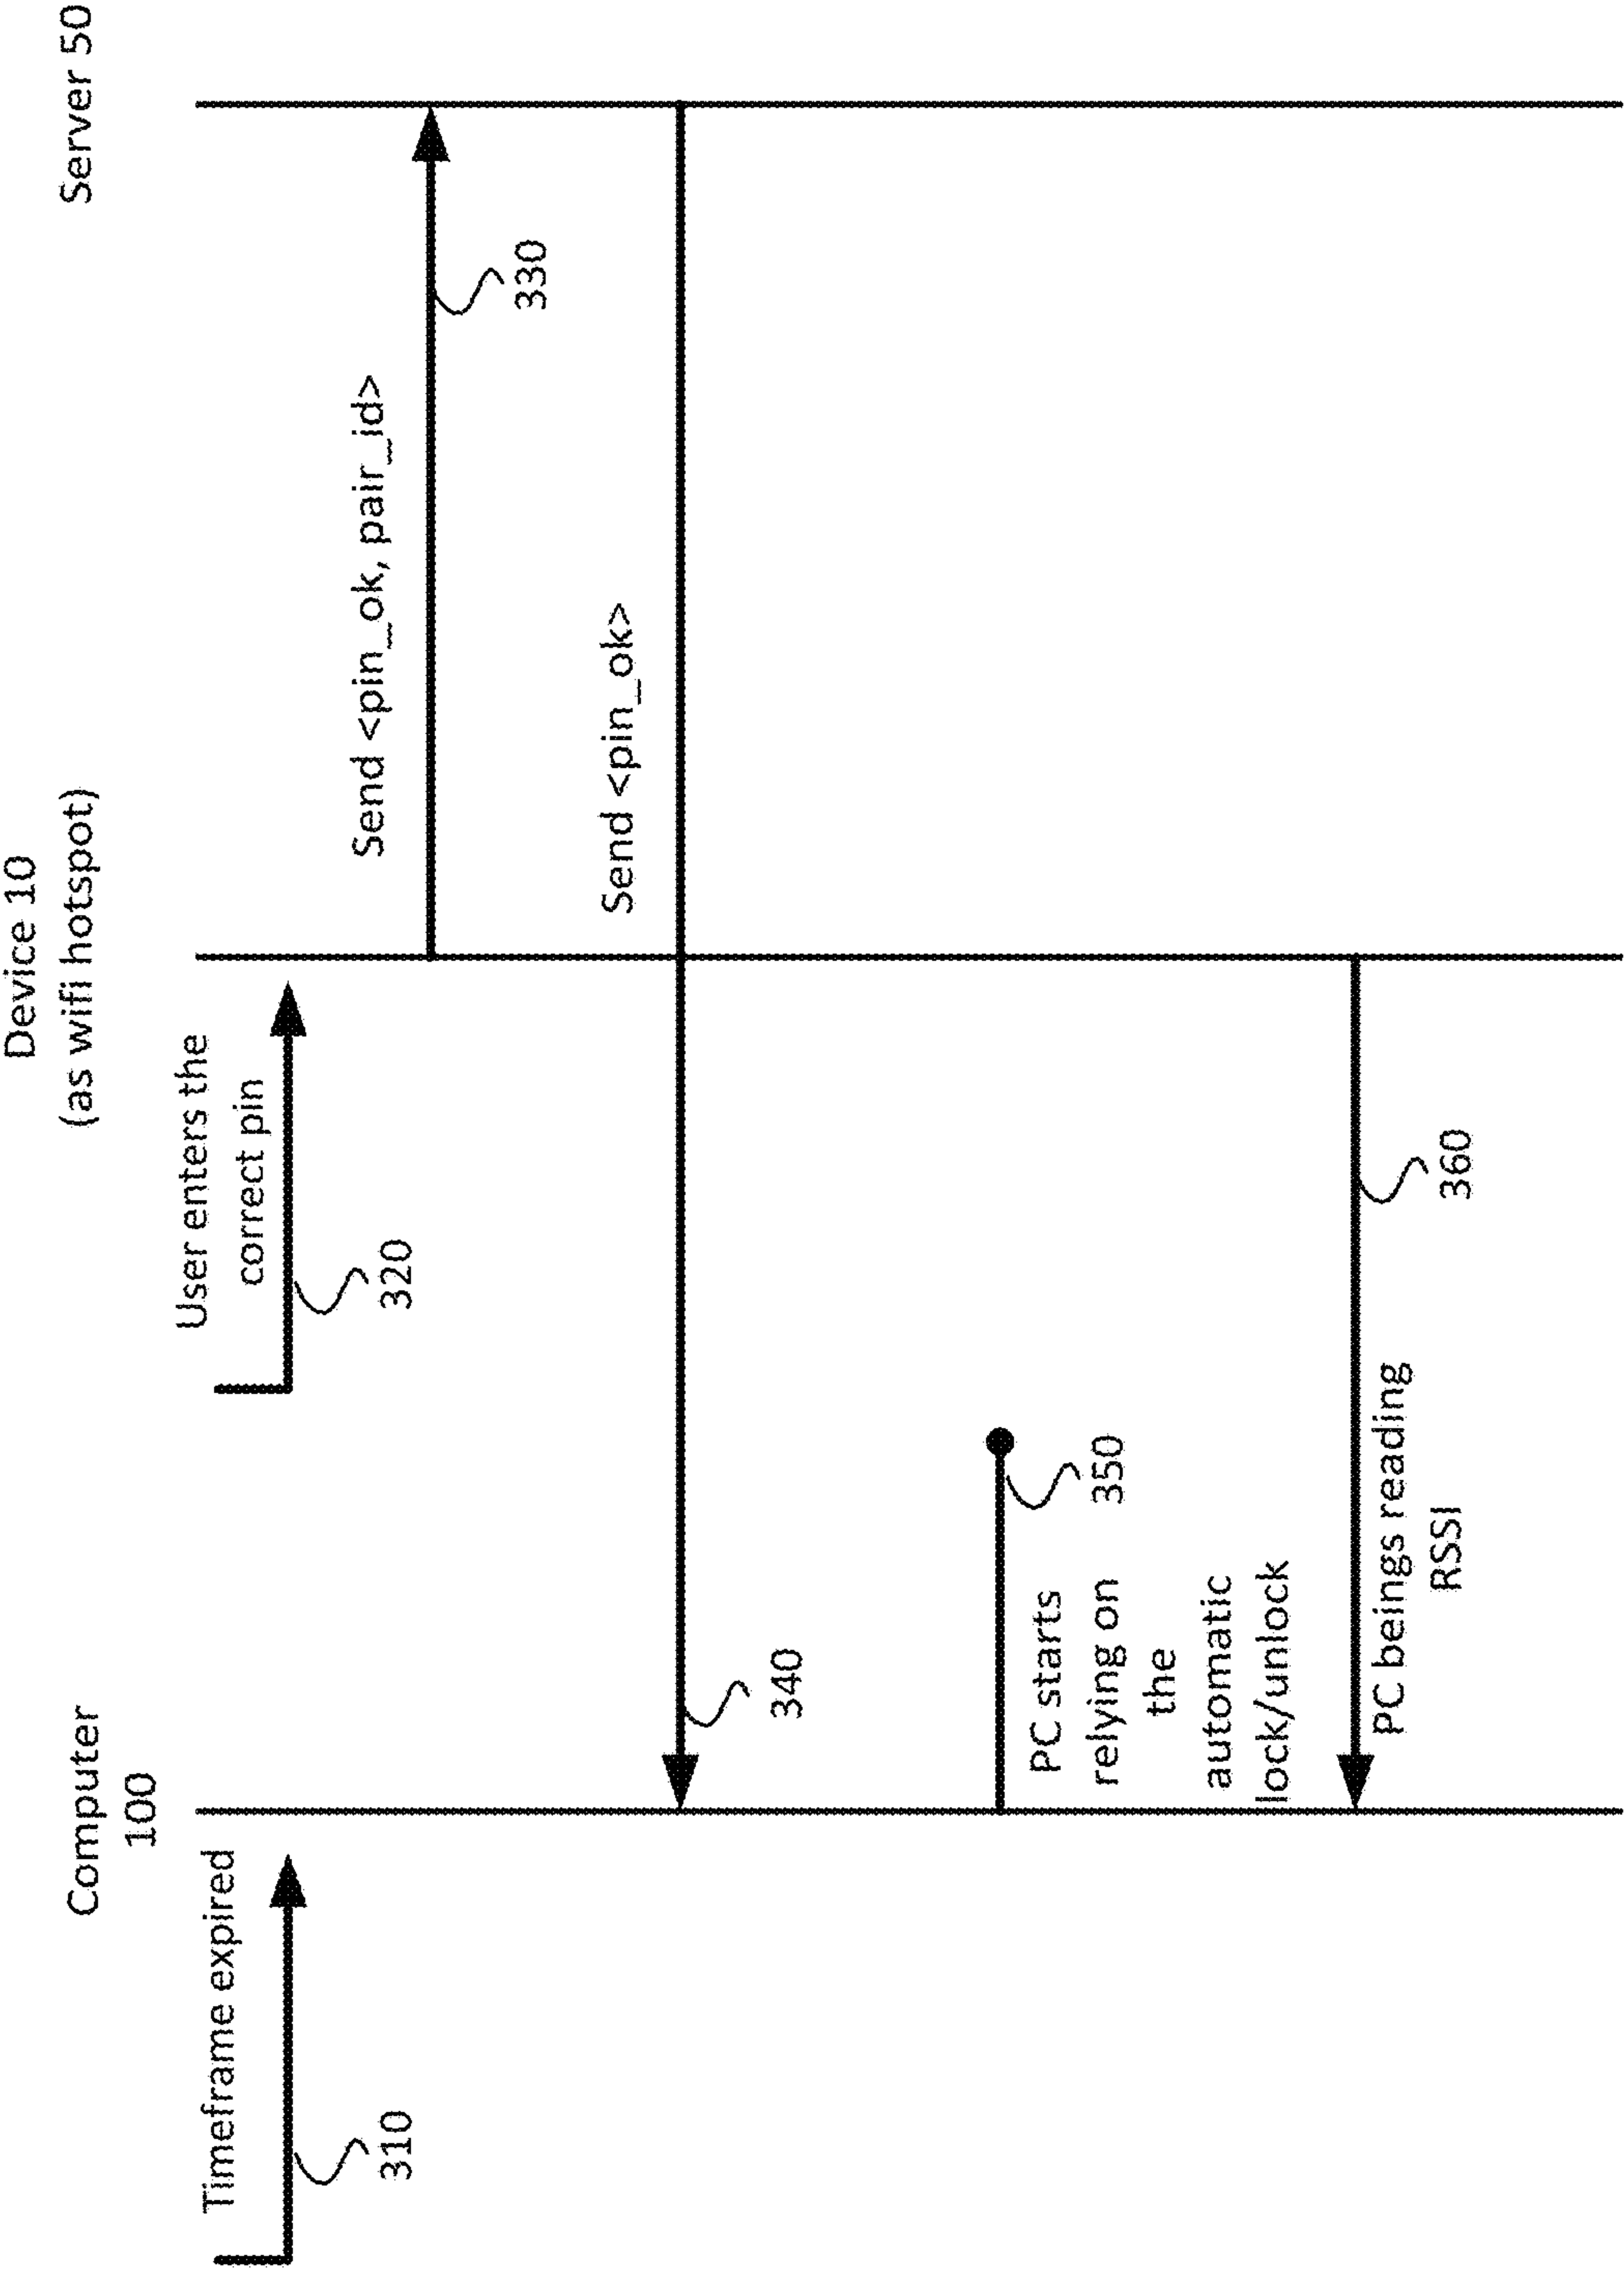 Computer
100
Device 10
(as wifi hotspot)
Server 50
Timeframe expired
310
User enters the
correct pin
320
Send <pin_ok, pair_id>
330
Send <pin_ok>
340
PC starts
relying on
the
automatic
lock/unlock
350
PC beings reading
RSSI
360